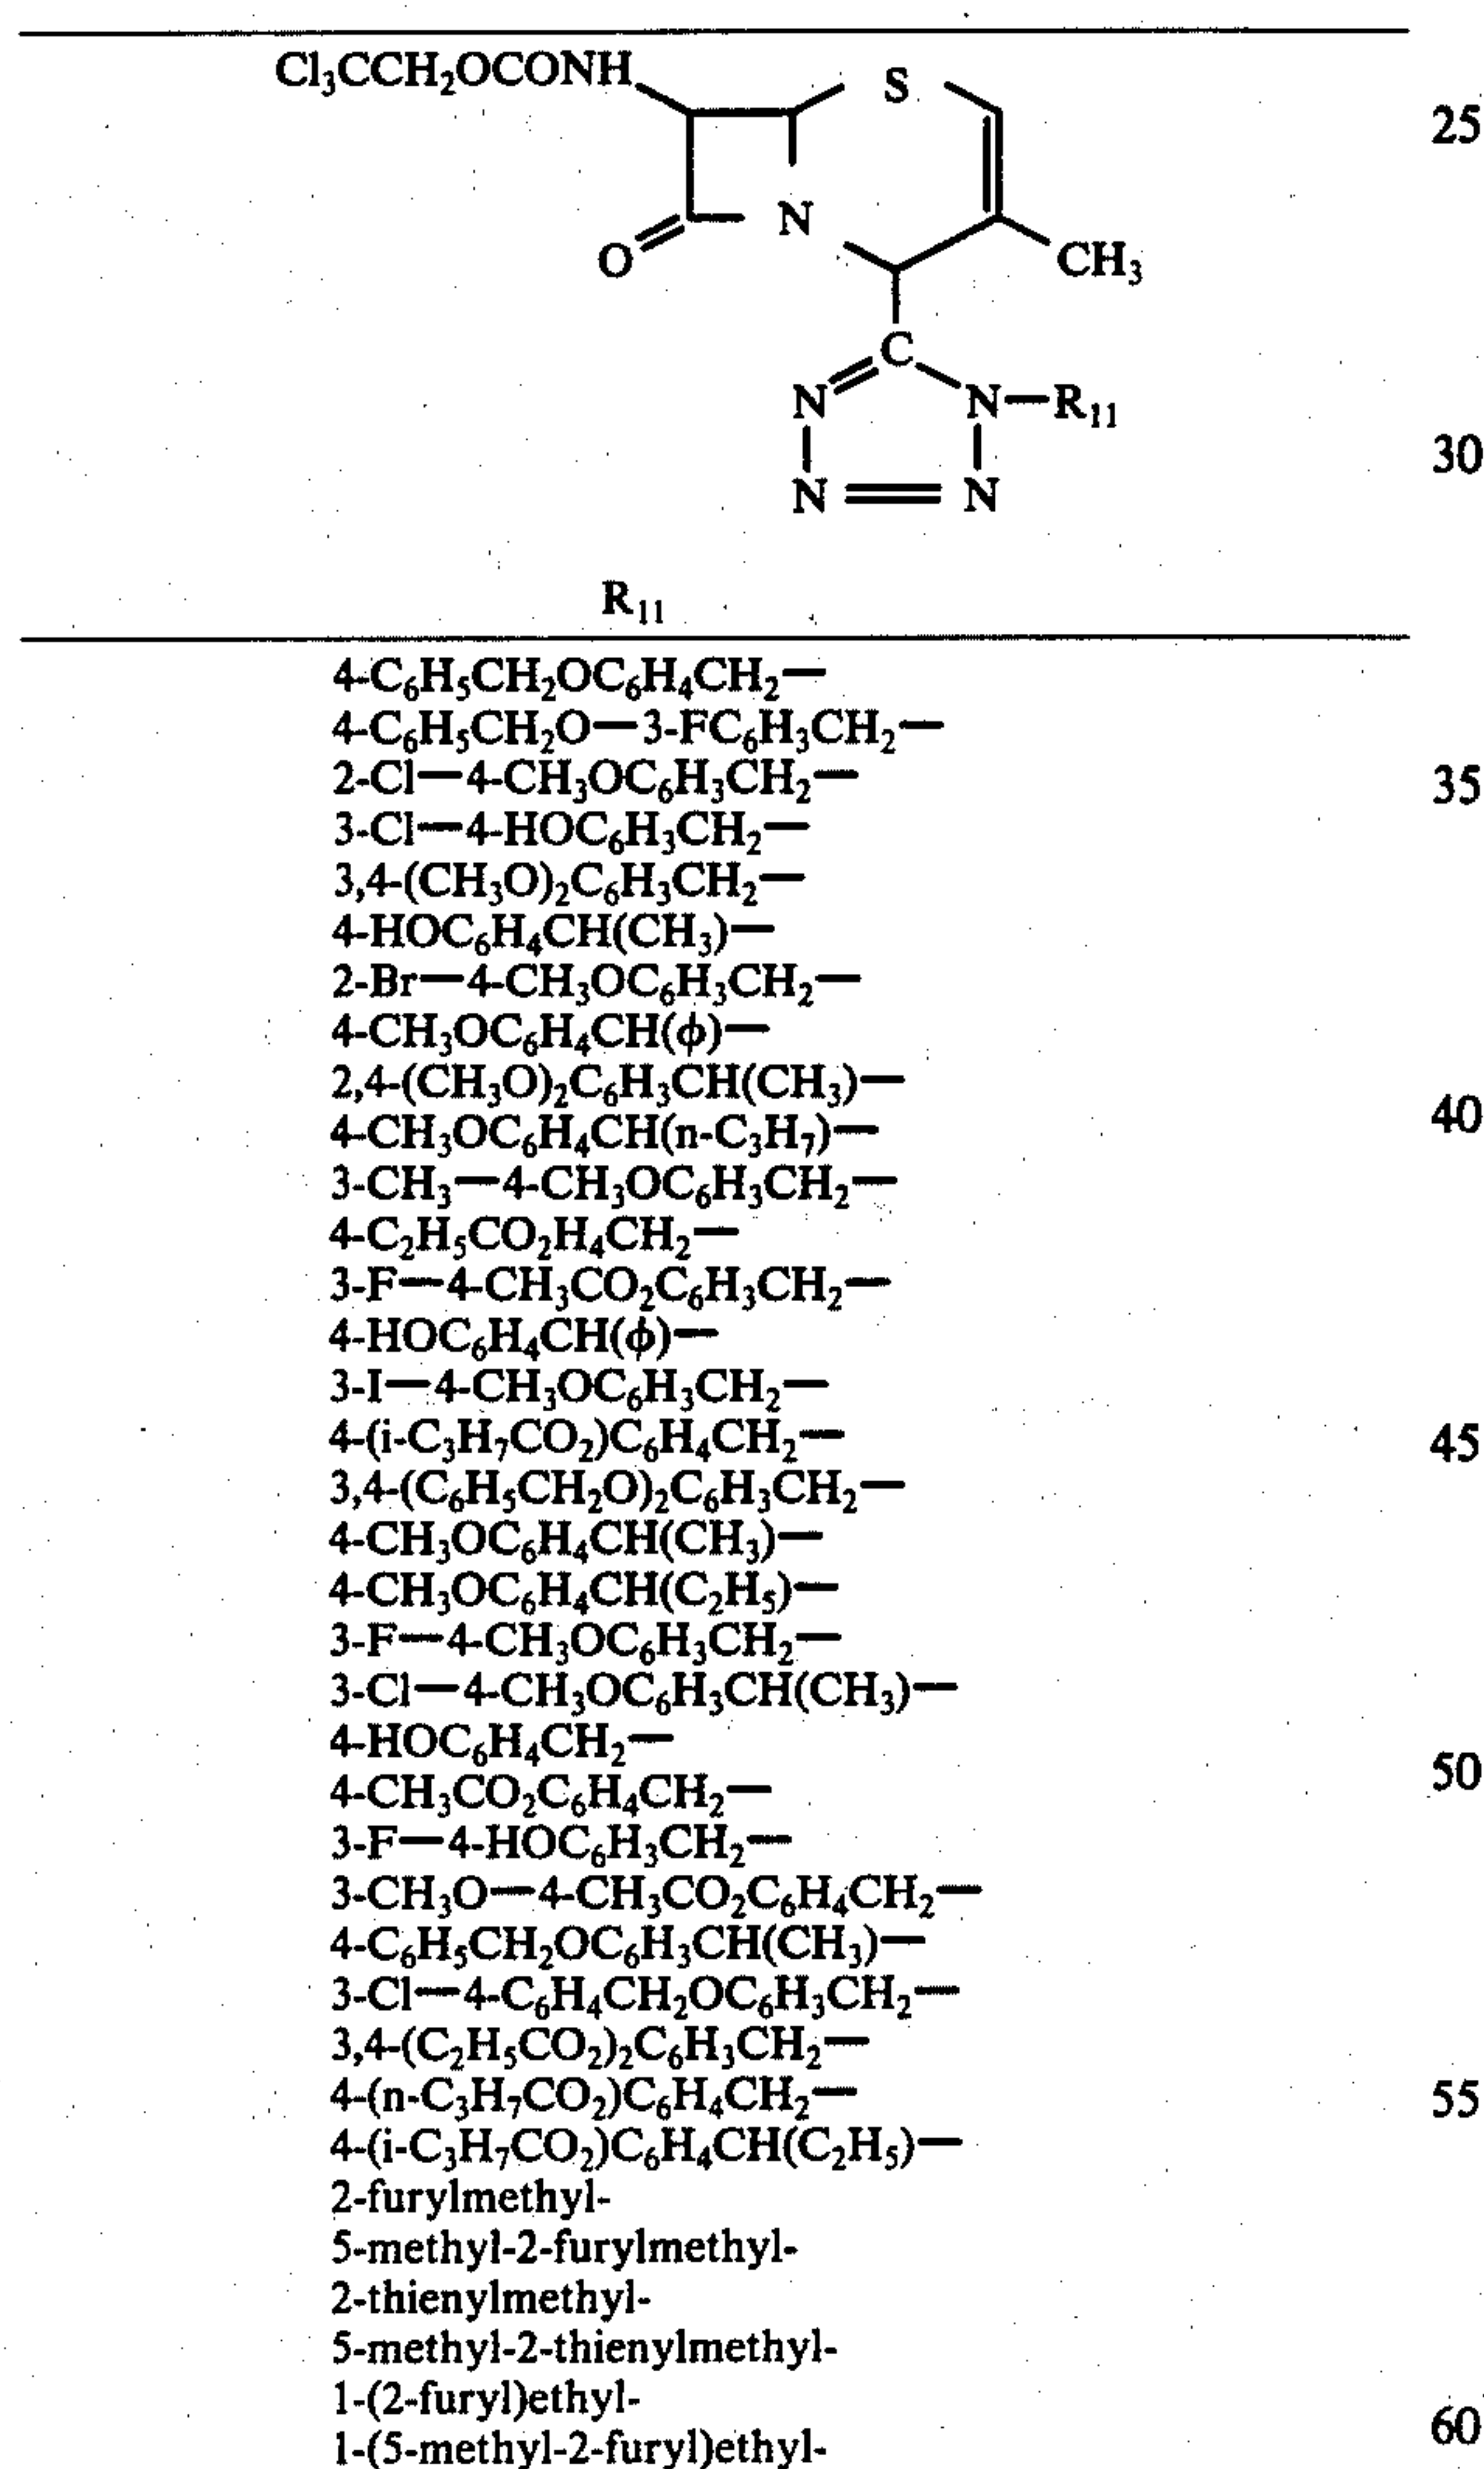 Cl3CCH2OCONH
S
25
N
O
CH3
C
N
N—R11
30
N
N
R11
4-C6H5CH2OC6H4CH2—
4-C6H5CH2O—3-FC6H3CH2—
2-Cl—4-CH3OC6H3CH2—
35
3-Cl—4-HOC6H3CH2—
3,4-(CH3O)2C6H3CH2—
4-HOC6H4CH(CH3)—
2-Br—4-CH3OC6H3CH2—
4-CH3OC6H4CH(ϕ)—
2,4-(CH3O)2C6H3CH(CH3)—
40
4-CH3OC6H4CH(n-C3H7)—
3-CH3—4-CH3OC6H3CH2—
4-C2H5CO2H4CH2—
3-F—4-CH3CO2C6H3CH2—
4-HOC6H4CH(ϕ)—
3-I—4-CH3OC6H3CH2—
4-(i-C3H7CO2)C6H4CH2—
45
3,4-(C6H5CH2O)2C6H3CH2—
4-CH3OC6H4CH(CH3)—
4-CH3OC6H4CH(C2H5)—
3-F—4-CH3OC6H3CH2—
3-Cl—4-CH3OC6H3CH(CH3)—
4-HOC6H4CH2—
50
4-CH3CO2C6H4CH2—
3-F—4-HOC6H3CH2—
3-CH3O—4-CH3CO2C6H4CH2—
4-C6H5CH2OC6H3CH(CH3)—
3-Cl—4-C6H4CH2OC6H3CH2—
3,4-(C2H5CO2)2C6H3CH2—
4-(n-C3H7CO2)C6H4CH2—
55
4-(i-C3H7CO2)C6H4CH(C2H5)—
2-furylmethyl-
5-methyl-2-furylmethyl-
2-thienylmethyl-
5-methyl-2-thienylmethyl-
1-(2-furyl)ethyl-
60
1-(5-methyl-2-furyl)ethyl-